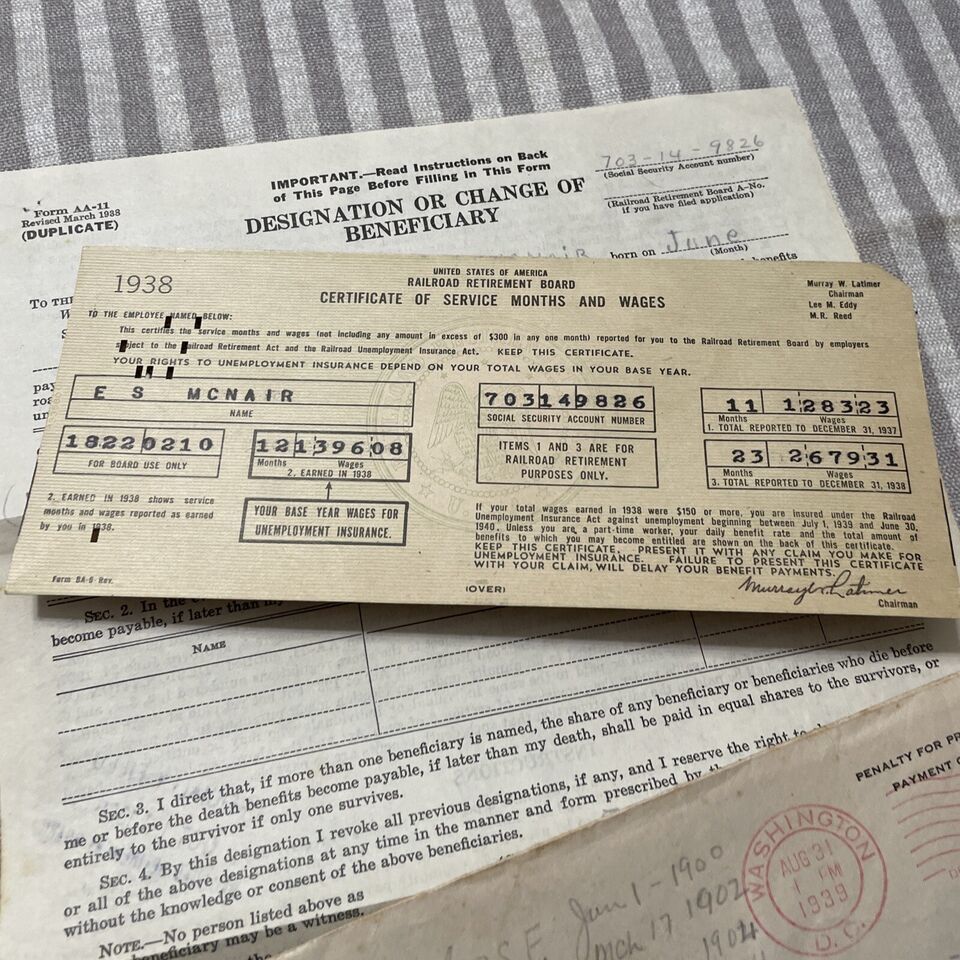 IMPORTANT.—Read Instructions on Back
of This Page Before Filling in This Form
DESIGNATION OR CHANGE OF
BENEFICIARY
Form AA-11
Revised March 1938
(DUPLICATE)
703-14-9826
(Social Security Account number)
(Railroad Retirement Board A-No.
if you have filed application)
born on June
(Month)
benefits
TO THE
pay
roa
un
1938
UNITED STATES OF AMERICA
RAILROAD RETIREMENT BOARD
CERTIFICATE OF SERVICE MONTHS AND WAGES
Murray W. Latimer
Chairman
Lee M. Eddy
M.R. Reed
TO THE EMPLOYEE NAMED BELOW:
This certifies the service months and wages (not including any amount in excess of $300 in any one month) reported for you to the Railroad Retirement Board by employers
subject to the Railroad Retirement Act and the Railroad Unemployment Insurance Act. KEEP THIS CERTIFICATE.
YOUR RIGHTS TO UNEMPLOYMENT INSURANCE DEPEND ON YOUR TOTAL WAGES IN YOUR BASE YEAR.
E S MCNAIR
NAME
703149826
SOCIAL SECURITY ACCOUNT NUMBER
11 128323
Months Wages
1. TOTAL REPORTED TO DECEMBER 31, 1937
18220210
FOR BOARD USE ONLY
12139608
Months Wages
2. EARNED IN 1938
ITEMS 1 AND 3 ARE FOR
RAILROAD RETIREMENT
PURPOSES ONLY.
23 267931
Months Wages
3. TOTAL REPORTED TO DECEMBER 31, 1938
2. EARNED IN 1938 shows service
months and wages reported as earned
by you in 1938.
YOUR BASE YEAR WAGES FOR
UNEMPLOYMENT INSURANCE.
If your total wages earned in 1938 were $150 or more, you are insured under the Railroad
Unemployment Insurance Act against unemployment beginning between July 1, 1939 and June 30,
1940. Unless you are a part-time worker, your daily benefit rate and the total amount of
benefits to which you may become entitled are shown on the back of this certificate.
KEEP THIS CERTIFICATE. PRESENT IT WITH ANY CLAIM YOU MAKE FOR
UNEMPLOYMENT INSURANCE. FAILURE TO PRESENT THIS CERTIFICATE
WITH YOUR CLAIM, WILL DELAY YOUR BENEFIT PAYMENTS.
Murray W. Latimer
Chairman
Form BA-6 Rev.
(OVER)
SEC. 2. In the
become payable, if later than my
NAME
SEC. 3. I direct that, if more than one beneficiary is named, the share of any beneficiary or beneficiaries who die before
me or before the death benefits become payable, if later than my death, shall be paid in equal shares to the survivors, or
entirely to the survivor if only one survives.
SEC. 4. By this designation I revoke all previous designations, if any, and I reserve the right to
or all of the above designations at any time in the manner and form prescribed by the
without the knowledge or consent of the above beneficiaries.
NOTE.—No person listed above as
beneficiary may be a witness.
PENALTY FOR PR
PAYMENT O
WASHINGTON
AUG 31
1 PM
1939
D.C.
E. Jan 1-1900
Mch 17 1902
1904